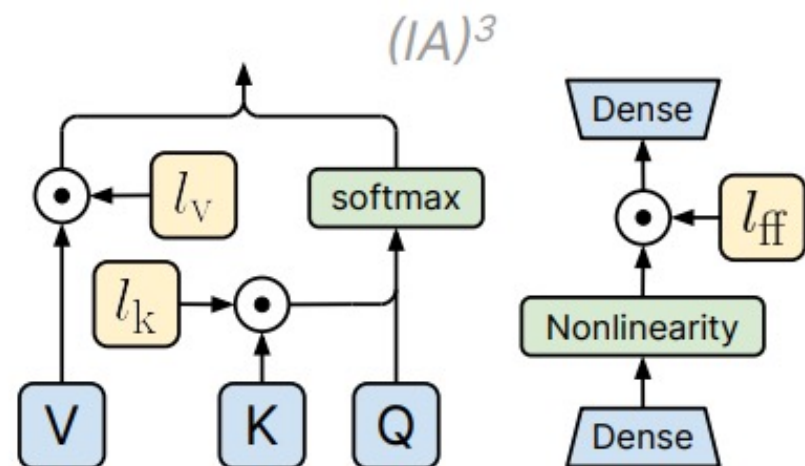 (IA)³
Dense
l_v
softmax
l_ff
l_k
Nonlinearity
V
K
Q
Dense